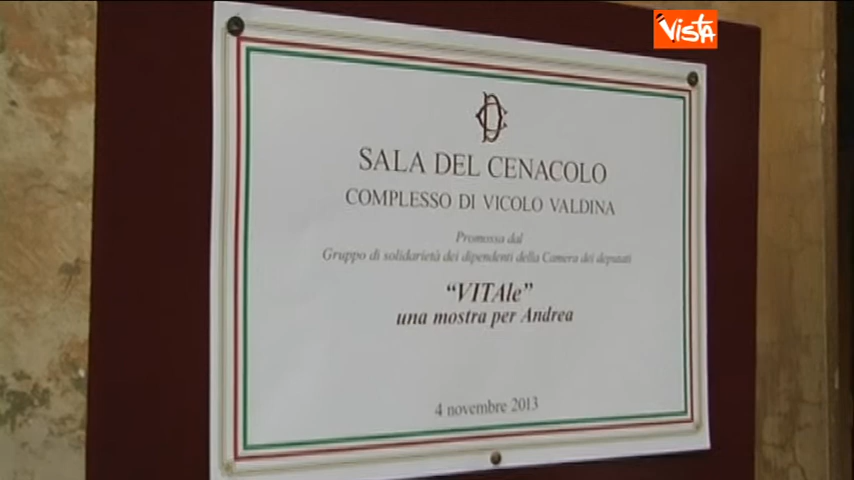 VISTA
SALA DEL CENACOLO
COMPLESSO DI VICOLO VALDINA
Promossa dal
Gruppo di solidarietà dei dipendenti della Camera dei deputati
“VITAle”
una mostra per Andrea
4 novembre 2013